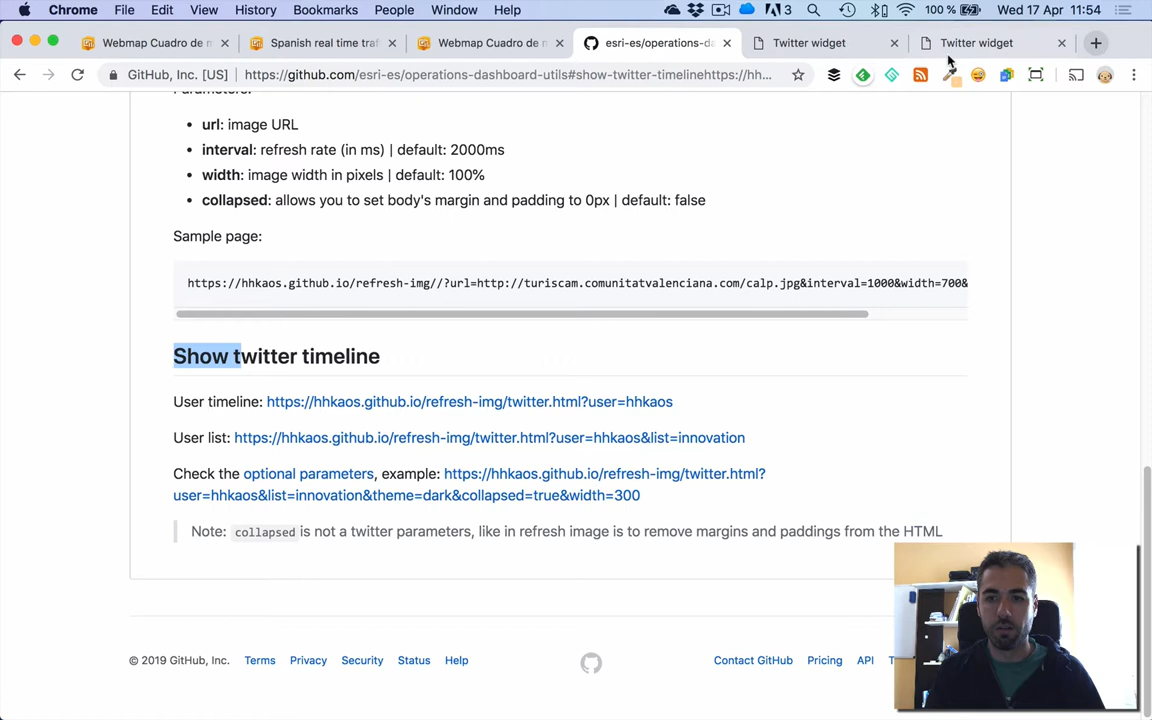 Chrome File Edit View History Bookmarks People Window Help 3 100 % Wed 17 Apr 11:54
Webmap Cuadro de m Spanish real time traf Webmap Cuadro de m esri-es/operations-da Twitter widget Twitter widget
GitHub, Inc. [US] https://github.com/esri-es/operations-dashboard-utils#show-twitter-timelinehttps://hh...
Parameters:
• url: image URL
• interval: refresh rate (in ms) | default: 2000ms
• width: image width in pixels | default: 100%
• collapsed: allows you to set body's margin and padding to 0px | default: false
Sample page:
https://hhkaos.github.io/refresh-img//?url=http://turiscam.comunitatvalenciana.com/calp.jpg&interval=1000&width=700&
Show twitter timeline
User timeline: https://hhkaos.github.io/refresh-img/twitter.html?user=hhkaos
User list: https://hhkaos.github.io/refresh-img/twitter.html?user=hhkaos&list=innovation
Check the optional parameters, example: https://hhkaos.github.io/refresh-img/twitter.html?
user=hhkaos&list=innovation&theme=dark&collapsed=true&width=300
Note: collapsed is not a twitter parameters, like in refresh image is to remove margins and paddings from the HTML
© 2019 GitHub, Inc. Terms Privacy Security Status Help Contact GitHub Pricing API